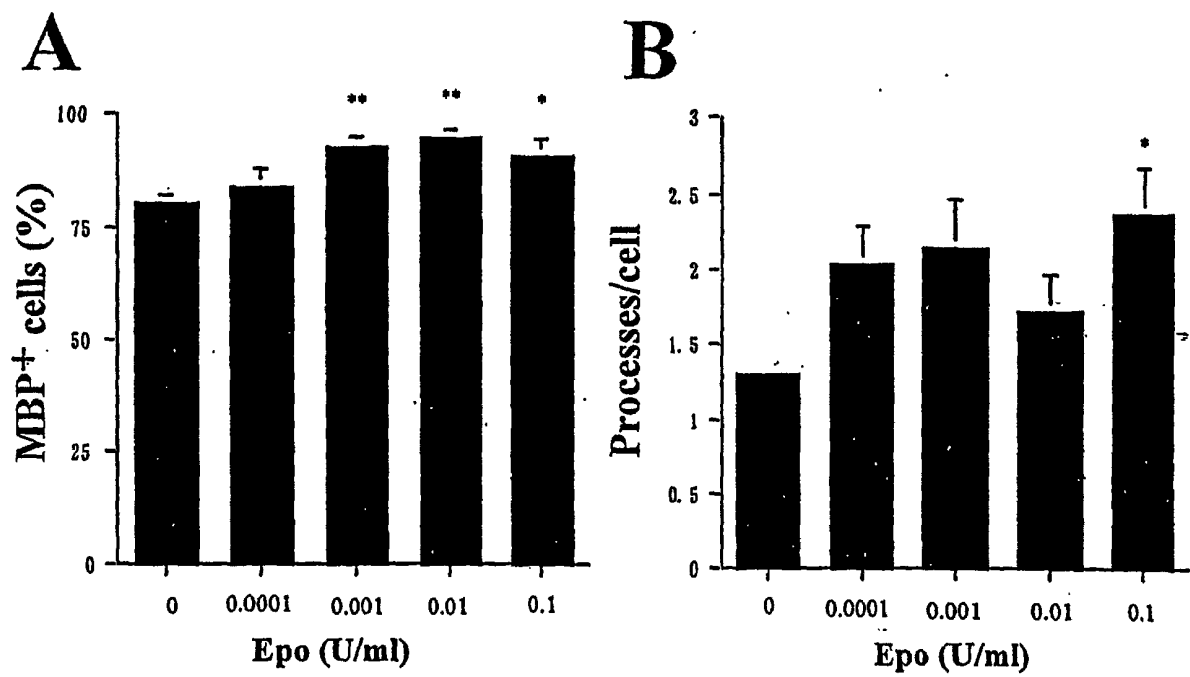 A
MBP+ cells (%)
100
75
50
25
0
** ** *
0 0.0001 0.001 0.01 0.1
Epo (U/ml)
B
Processes/cell
3
2.5
2
1.5
1
0.5
0
*
0 0.0001 0.001 0.01 0.1
Epo (U/ml)